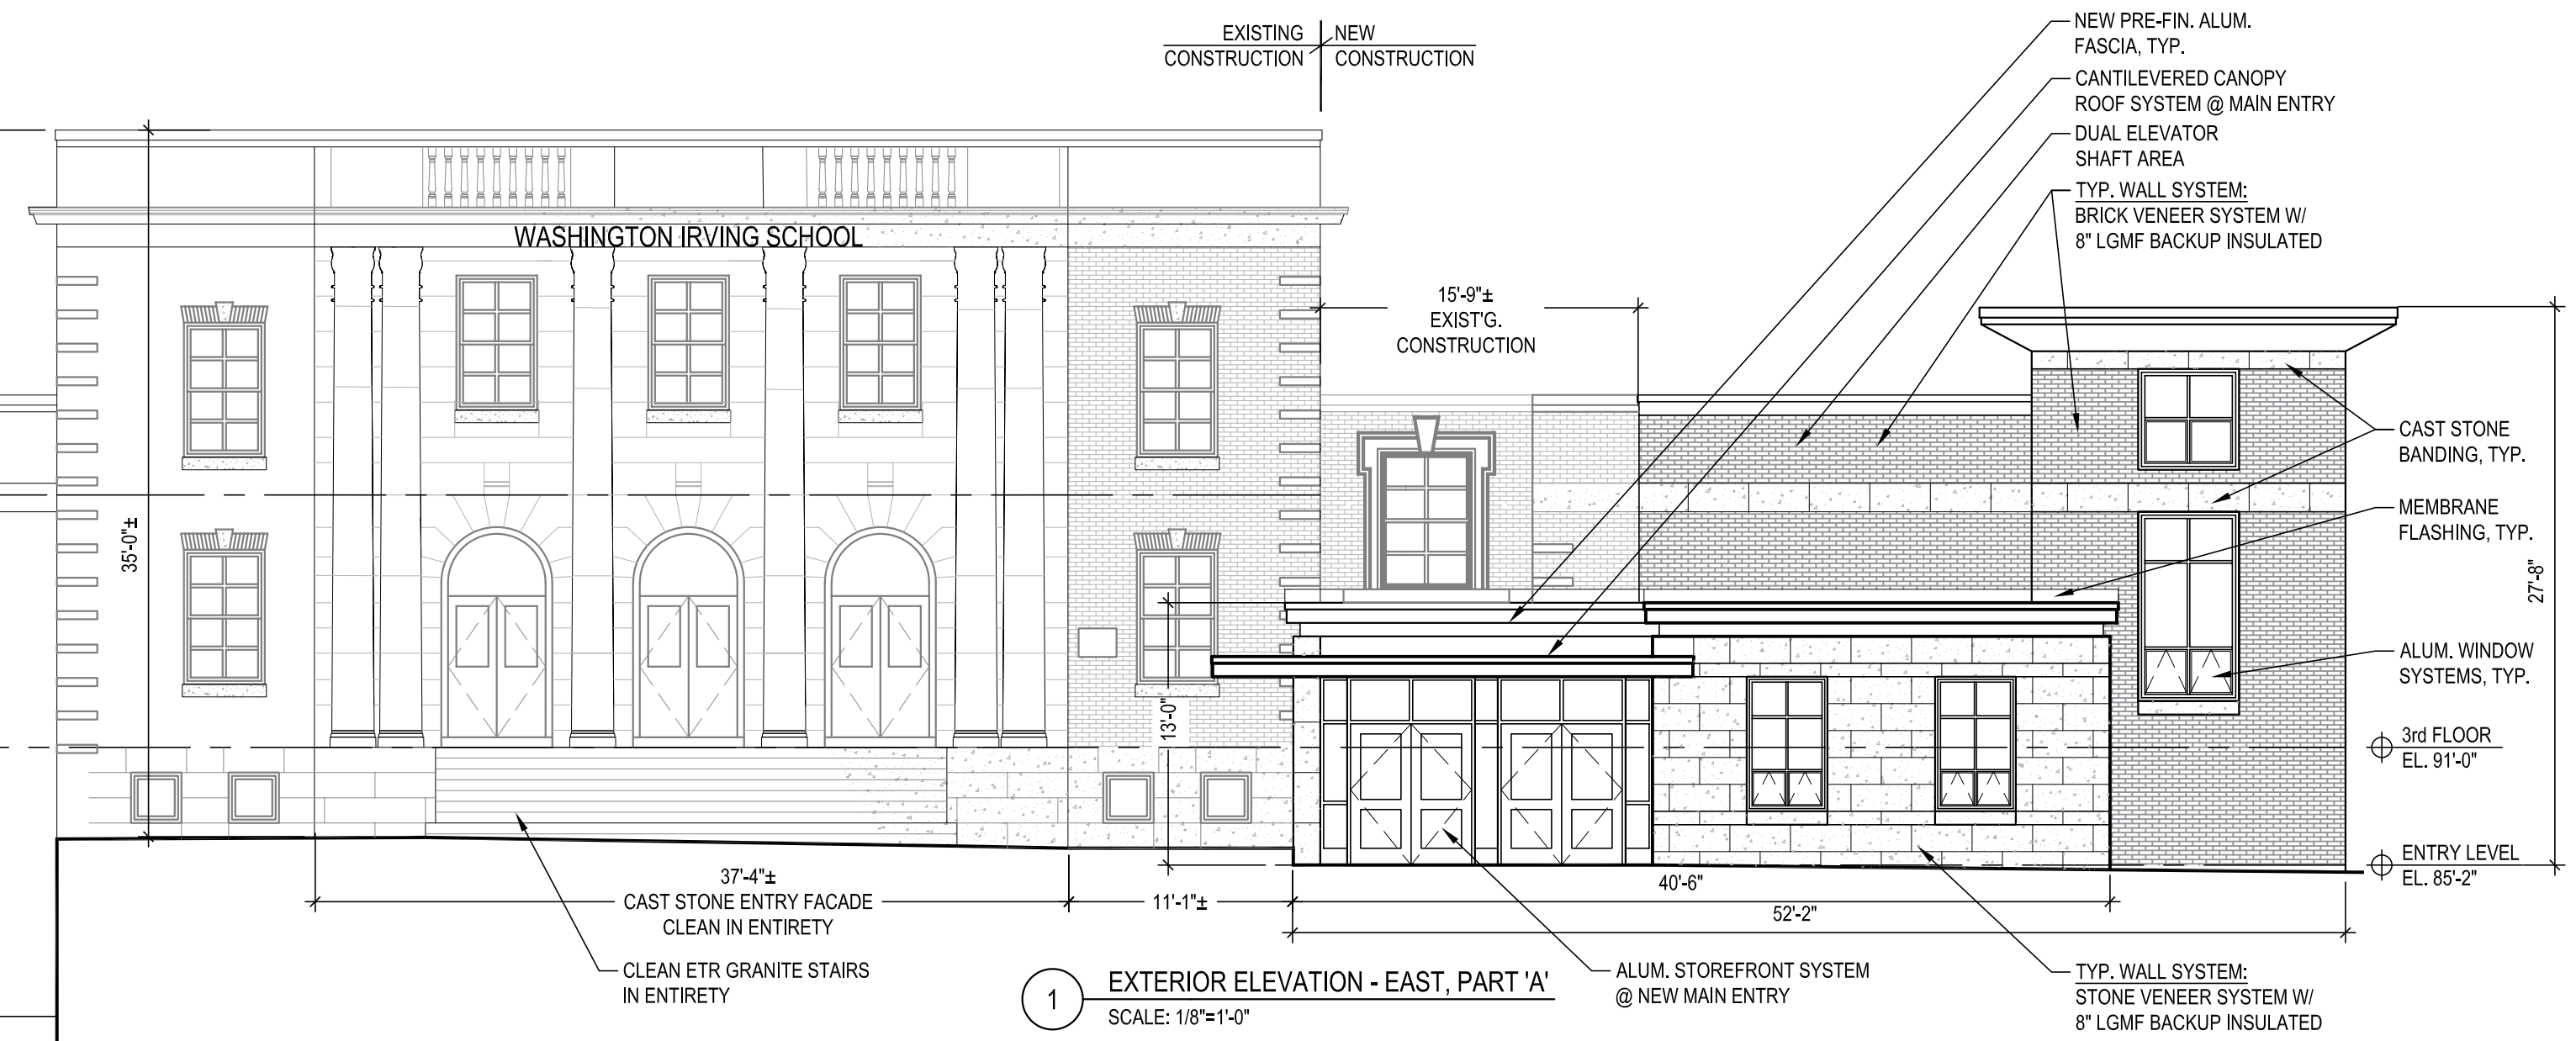 EXISTING
CONSTRUCTION
NEW
CONSTRUCTION
NEW PRE-FIN. ALUM.
FASCIA, TYP.
CANTILEVERED CANOPY
ROOF SYSTEM @ MAIN ENTRY
DUAL ELEVATOR
SHAFT AREA
TYP. WALL SYSTEM:
BRICK VENEER SYSTEM W/
8" LGMF BACKUP INSULATED
WASHINGTON IRVING SCHOOL
15'-9"±
EXIST'G.
CONSTRUCTION
CAST STONE
BANDING, TYP.
MEMBRANE
FLASHING, TYP.
35'-0"±
27'-8"
ALUM. WINDOW
SYSTEMS, TYP.
13'-0"
3rd FLOOR
EL. 91'-0"
ENTRY LEVEL
EL. 85'-2"
37'-4"±
CAST STONE ENTRY FACADE
CLEAN IN ENTIRETY
11'-1"±
40'-6"
52'-2"
CLEAN ETR GRANITE STAIRS
IN ENTIRETY
1
EXTERIOR ELEVATION - EAST, PART 'A'
SCALE: 1/8"=1'-0"
ALUM. STOREFRONT SYSTEM
@ NEW MAIN ENTRY
TYP. WALL SYSTEM:
STONE VENEER SYSTEM W/
8" LGMF BACKUP INSULATED